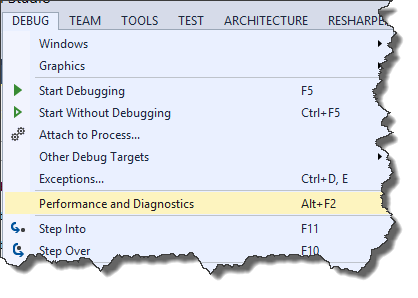 DEBUG TEAM TOOLS TEST ARCHITECTURE RESHARPE
Windows
Graphics
Start Debugging F5
Start Without Debugging Ctrl+F5
Attach to Process...
Other Debug Targets
Exceptions... Ctrl+D, E
Performance and Diagnostics Alt+F2
Step Into F11
Step Over F10